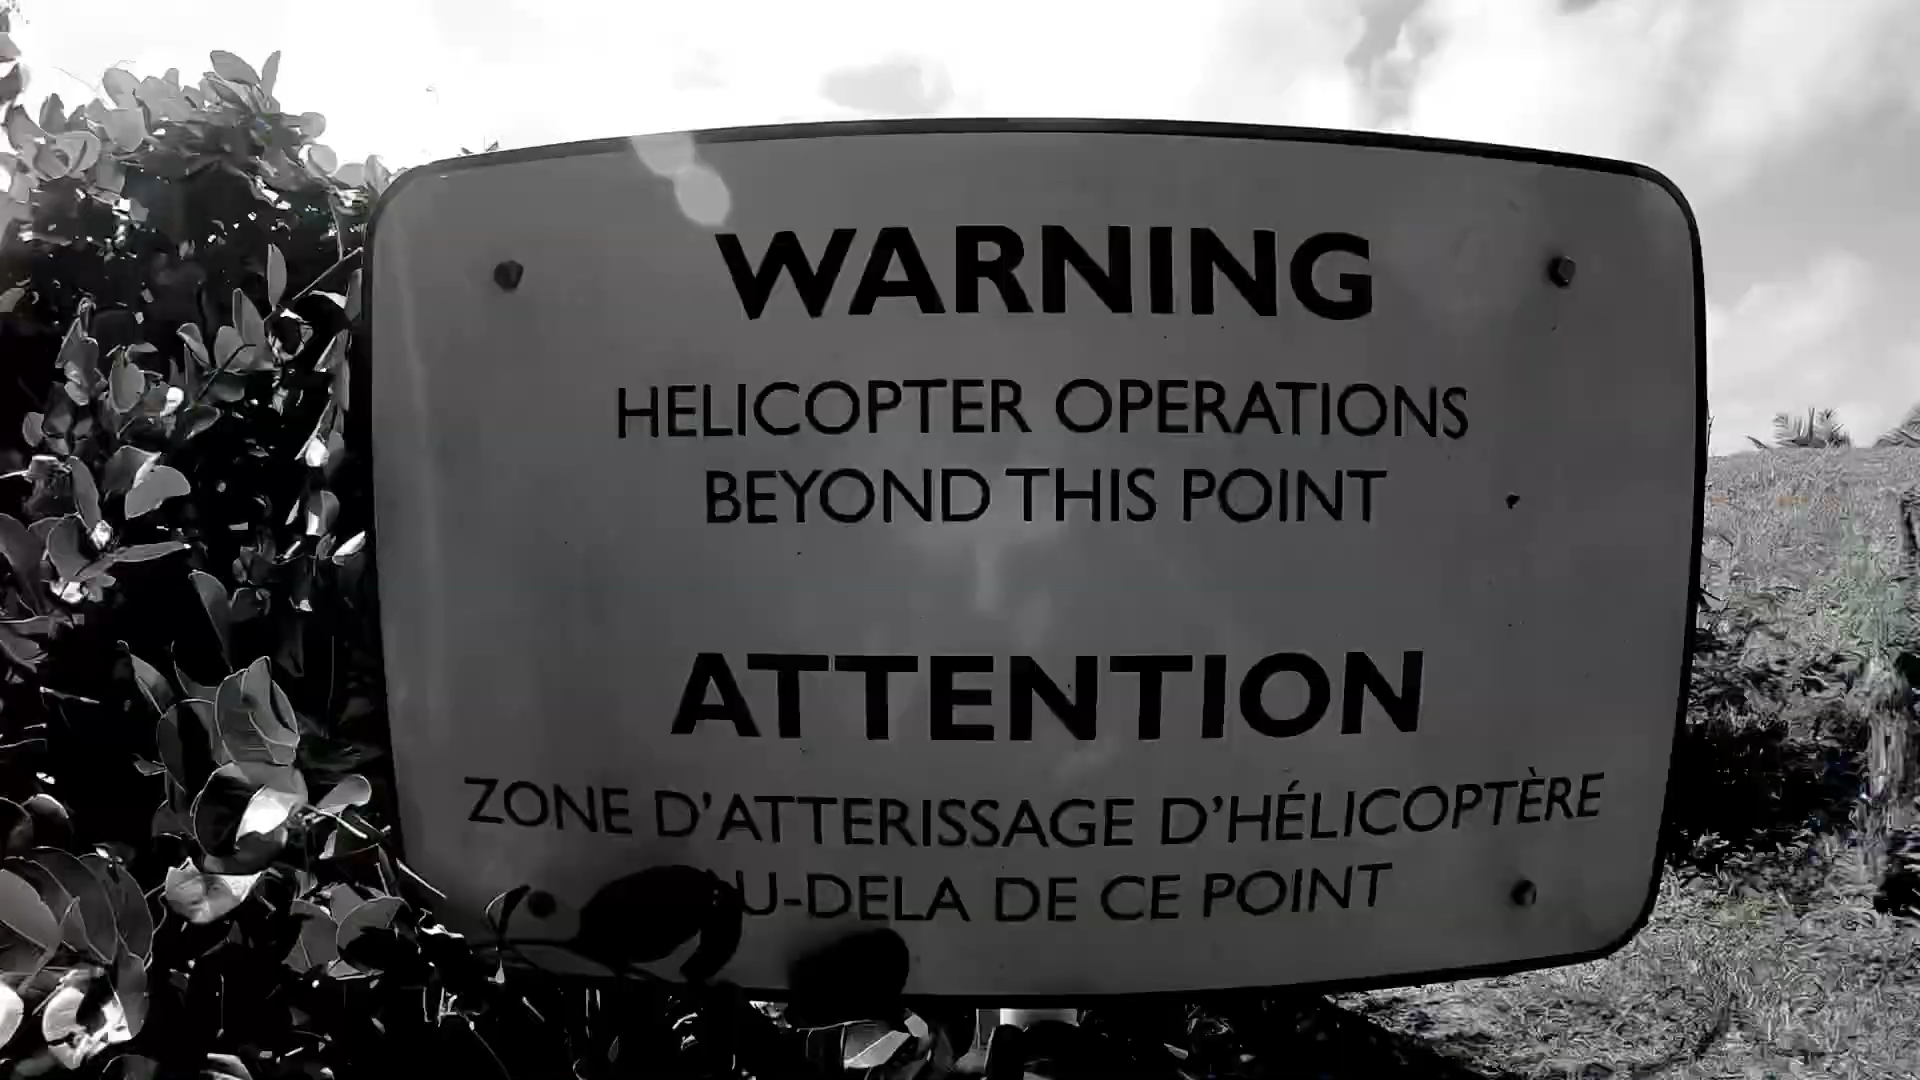 WARNING
HELICOPTER OPERATIONS
BEYOND THIS POINT
ATTENTION
ZONE D'ATTERISSAGE D'HÉLICOPTÈRE
AU-DELA DE CE POINT